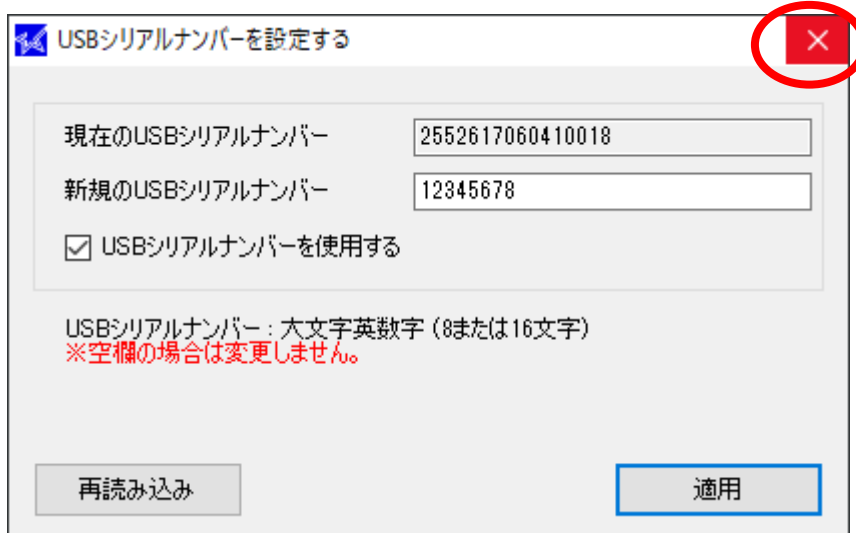 USBシリアルナンバーを設定する
現在のUSBシリアルナンバー 2552617060410018
新規のUSBシリアルナンバー 12345678
USBシリアルナンバーを使用する
USBシリアルナンバー : 大文字英数字 (8または16文字)
※空欄の場合は変更しません。
再読み込み 適用